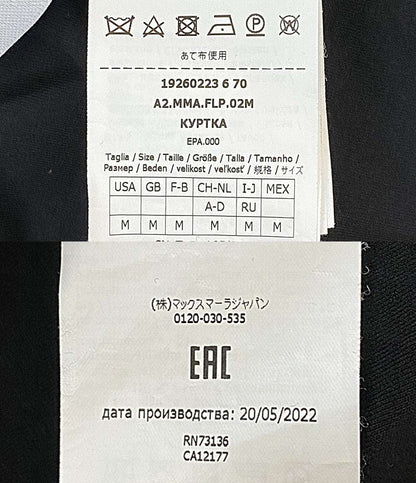 あて布使用
19260223 6 70
A2.MMA.FLP.02M
КУРТКА
EPA.000
Taglia / Size / Taille / Größe / Talla / Tamanho /
Размер / Beden / velikost / veľkosť / 規格 / サイズ
USA GB F-B CH-NL I-J MEX
A-D RU
M M M M M M
(株)マックスマーラジャパン
0120-030-535
EAC
дата производства: 20/05/2022
RN73136
CA12177